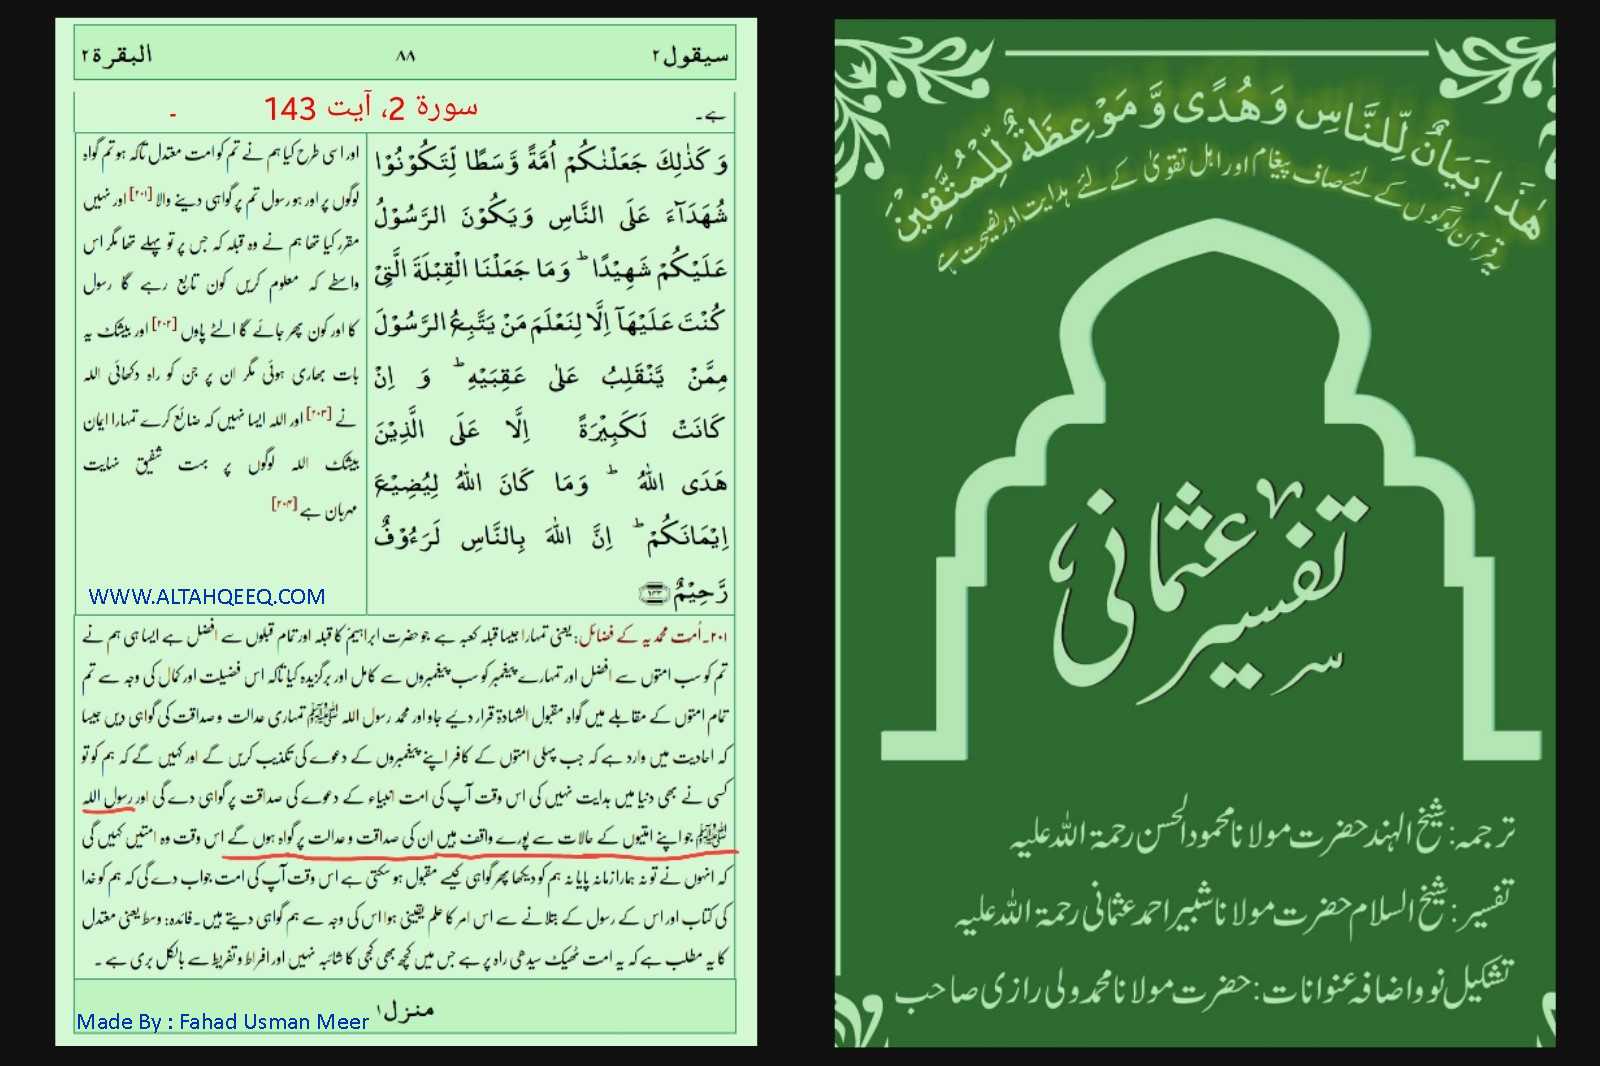 سیقول ۲
۸۸
البقرة ۲
ہے۔
سورة 2، آیت 143 ۔
وَ كَذٰلِكَ جَعَلْنٰكُمْ اُمَّةً وَّسَطًا لِّتَكُوْنُوْا
شُهَدَآءَ عَلَى النَّاسِ وَيَكُوْنَ الرَّسُوْلُ
عَلَيْكُمْ شَهِيْدًا ؕ وَمَا جَعَلْنَا الْقِبْلَةَ الَّتِيْ
كُنْتَ عَلَيْهَآ اِلَّا لِنَعْلَمَ مَنْ يَّتَّبِعُ الرَّسُوْلَ
مِمَّنْ يَّنْقَلِبُ عَلٰى عَقِبَيْهِ ؕ وَ اِنْ
كَانَتْ لَكَبِيْرَةً اِلَّا عَلَى الَّذِيْنَ
هَدَى اللّٰهُ ؕ وَمَا كَانَ اللّٰهُ لِيُضِيْعَ
اِيْمَانَكُمْ ؕ اِنَّ اللّٰهَ بِالنَّاسِ لَرَءُوْفٌ
رَّحِيْمٌ ۝۱۴۳
اور اسی طرح کیا ہم نے تم کو امت معتدل تاکہ ہو تم گواہ
لوگوں پر اور ہو رسول تم پر گواہی دینے والا [۲۰۱] اور نہیں
مقرر کیا تھا ہم نے وہ قبلہ کہ جس پر تو پہلے تھا مگر اس
واسطے کہ معلوم کریں کون تابع رہے گا رسول
کا اور کون پھر جائے گا الٹے پاوں [۲۰۲] اور بیشک یہ
بات بھاری ہوئی مگر ان پر جن کو راہ دکھائی اللہ
نے [۲۰۳] اور اللہ ایسا نہیں کہ ضائع کرے تمہارا ایمان
بیشک اللہ لوگوں پر بہت شفیق نہایت
مہربان ہے [۲۰۴]
WWW.ALTAHQEEQ.COM
۲۰۱۔ اُمت محمدیہ کے فضائل: یعنی تمہارا جیسا قبلہ کعبہ ہے جو حضرت ابراہیمؑ کا قبلہ اور تمام قبلوں سے افضل ہے ایسا ہی ہم نے
تم کو سب امتوں سے افضل اور تمہارے پیغمبر کو سب پیغمبروں سے کامل اور برگزیدہ کیا تاکہ اس فضیلت اور کمال کی وجہ سے تم
تمام امتوں کے مقابلے میں گواہ مقبول الشہادۃ قرار دیے جاو اور محمد رسول اللہ ﷺ تمہاری عدالت و صداقت کی گواہی دیں جیسا
کہ احادیث میں وارد ہے کہ جب پہلی امتوں کے کافر اپنے پیغمبروں کے دعوے کی تکذیب کریں گے اور کہیں گے کہ ہم کو تو
کسی نے بھی دنیا میں ہدایت نہیں کی اس وقت آپ کی امت انبیاء کے دعوے کی صداقت پر گواہی دے گی اور رسول اللہ
ﷺ جو اپنے امتیوں کے حالات سے پورے واقف ہیں ان کی صداقت و عدالت پر گواہ ہوں گے اس وقت وہ امتیں کہیں گی
کہ انہوں نے تو نہ ہمارا زمانہ پایا نہ ہم کو دیکھا پھر گواہی کیسے مقبول ہو سکتی ہے اس وقت آپ کی امت جواب دے گی کہ ہم کو خدا
کی کتاب اور اس کے رسول کے بتلانے سے اس امر کا علم یقینی ہوا اس کی وجہ سے ہم گواہی دیتے ہیں۔ فائدہ: وسط یعنی معتدل
کا یہ مطلب ہے کہ یہ امت ٹھیک سیدھی راہ پر ہے جس میں کچھ بھی کجی کا شائبہ نہیں اور افراط و تفریط سے بالکل بری ہے۔
منزل ۱
Made By : Fahad Usman Meer
هٰذَا بَيَانٌ لِّلنَّاسِ وَهُدًى وَّ مَوْعِظَةٌ لِّلْمُتَّقِيْنَ
یہ قرآن لوگوں کے لئے صاف پیغام اور اہل تقویٰ کے لئے ہدایت اور نصیحت ہے
تفسیر عثمانی
ترجمہ: شیخ الہند حضرت مولانا محمود الحسن رحمۃ اللہ علیہ
تفسیر: شیخ السلام حضرت مولانا شبیر احمد عثمانی رحمۃ اللہ علیہ
تشکیل نو و اضافہ عنوانات: حضرت مولانا محمد ولی رازی صاحب